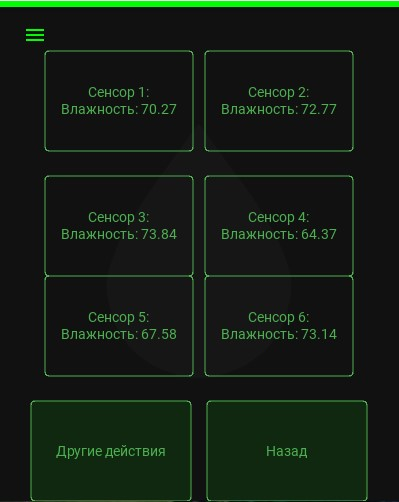 Сенсор 1:
Влажность: 70.27
Сенсор 2:
Влажность: 72.77
Сенсор 3:
Влажность: 73.84
Сенсор 4:
Влажность: 64.37
Сенсор 5:
Влажность: 67.58
Сенсор 6:
Влажность: 73.14
Другие действия
Назад